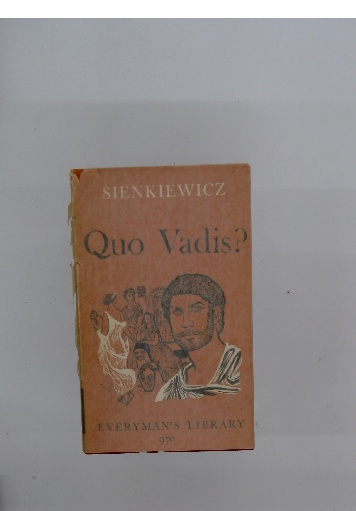 SIENKIEWICZ
Quo Vadis?
EVERYMAN'S LIBRARY
970